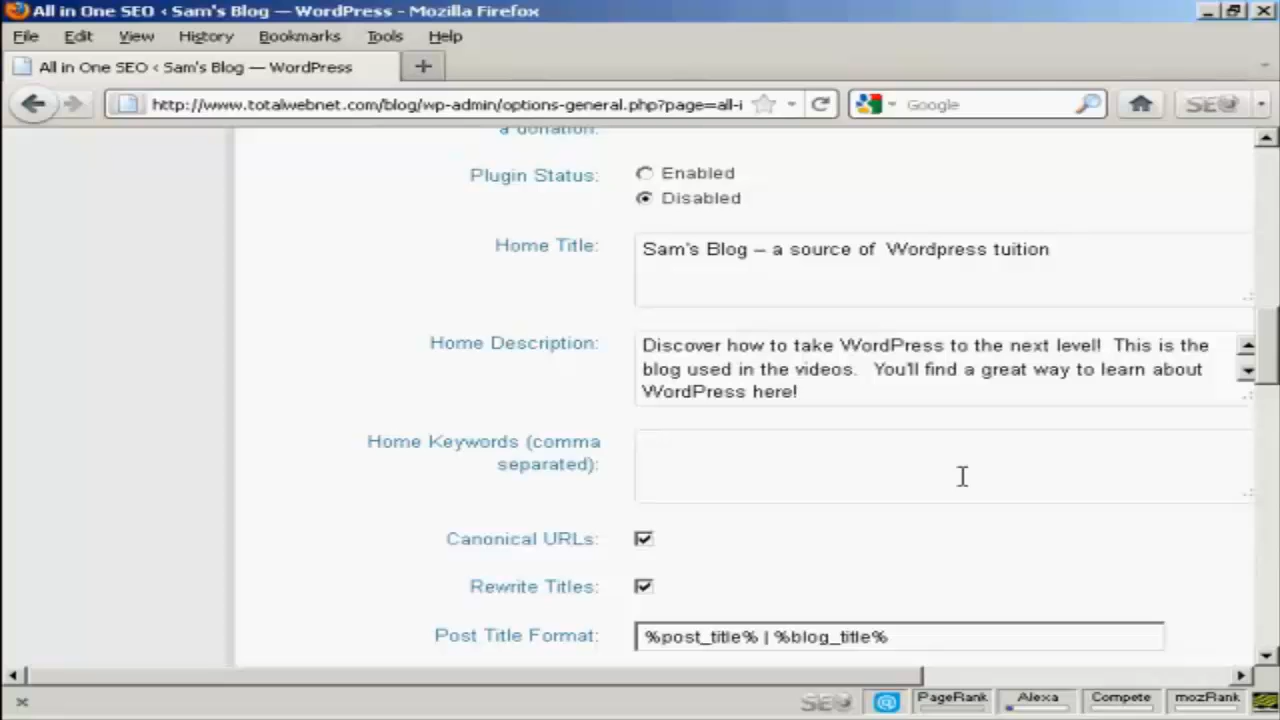 All in One SEO ‹ Sam's Blog — WordPress - Mozilla Firefox
File Edit View History Bookmarks Tools Help
All in One SEO ‹ Sam's Blog — WordPress
http://www.totalwebnet.com/blog/wp-admin/options-general.php?page=all-i
Google
SEO
a donation:
Plugin Status:
Enabled
Disabled
Home Title:
Sam's Blog – a source of  Wordpress tuition
Home Description:
Discover how to take WordPress to the next level!  This is the
blog used in the videos.   You'll find a great way to learn about
WordPress here!
Home Keywords (comma
separated):
Canonical URLs:
Rewrite Titles:
Post Title Format:
%post_title% | %blog_title%
SEO PageRank Alexa Compete mozRank